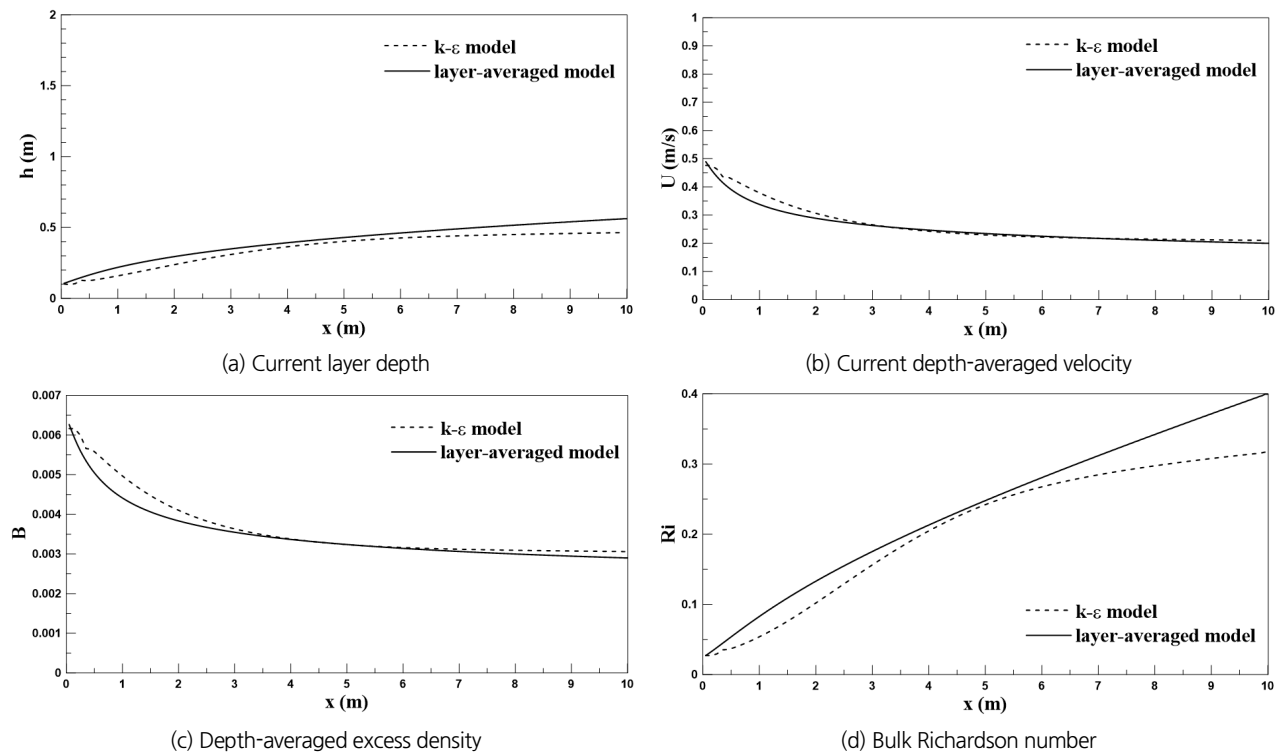 2
1.5
1
0.5
0
h (m)
k-ε model
layer-averaged model
0 1 2 3 4 5 6 7 8 9 10
x (m)
(a) Current layer depth
1
0.9
0.8
0.7
0.6
0.5
0.4
0.3
0.2
0.1
0
U (m/s)
k-ε model
layer-averaged model
0 1 2 3 4 5 6 7 8 9 10
x (m)
(b) Current depth-averaged velocity
0.007
0.006
0.005
0.004
0.003
0.002
0.001
B
k-ε model
layer-averaged model
0 1 2 3 4 5 6 7 8 9 10
x (m)
(c) Depth-averaged excess density
0.4
0.3
0.2
0.1
0
Ri
k-ε model
layer-averaged model
0 1 2 3 4 5 6 7 8 9 10
x (m)
(d) Bulk Richardson number